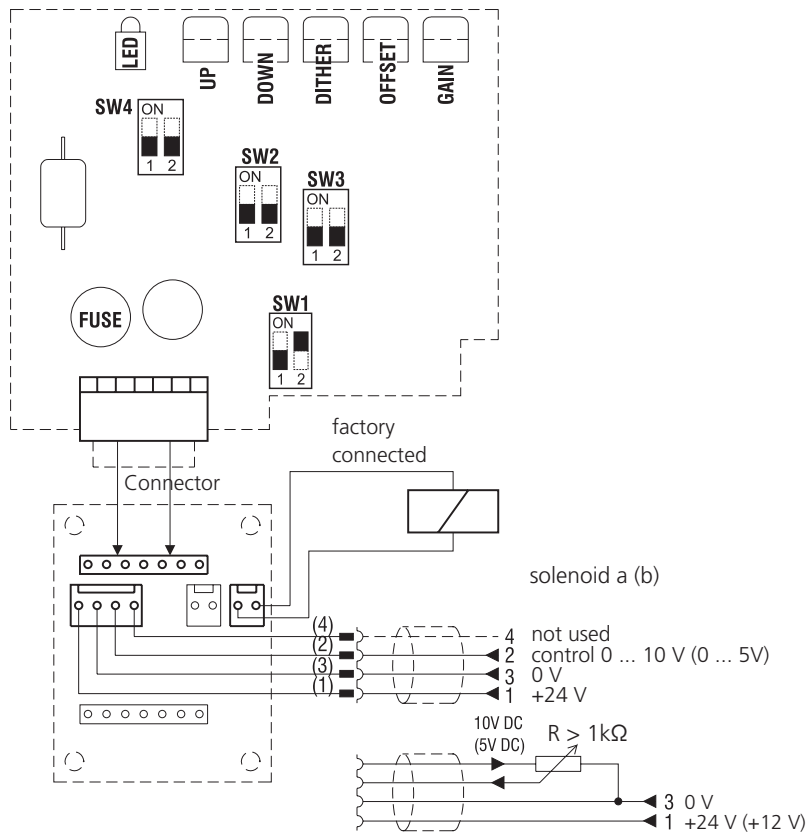 LED
UP
DOWN
DITHER
OFFSET
GAIN
SW4
ON
1 2
SW2
ON
1 2
SW3
ON
1 2
SW1
ON
1 2
FUSE
factory
connected
Connector
solenoid a (b)
(4)
4 not used
(2)
2 control 0 ... 10 V (0 ... 5V)
(3)
3 0 V
(1)
1 +24 V
10V DC
(5V DC)
R > 1kΩ
3 0 V
1 +24 V (+12 V)